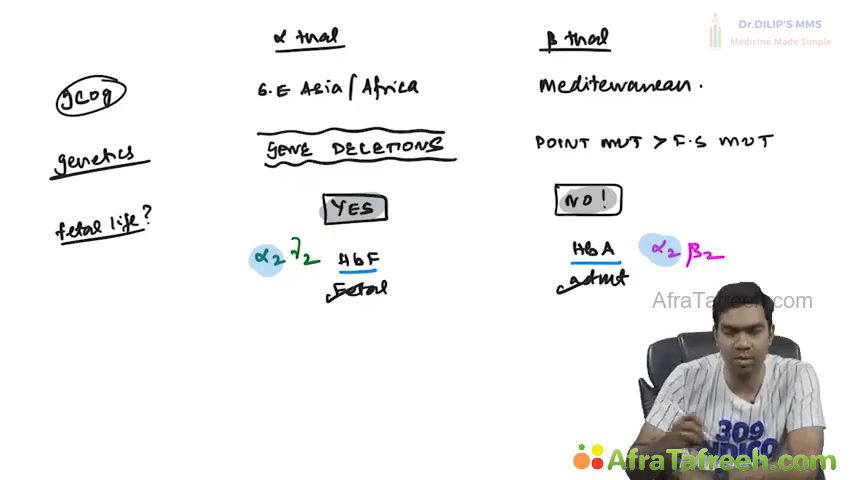 Dr.DILIP'S MMS
Medicine Made Simple
α thal
β thal
geog
S.E Asia / Africa
mediterranean.
genetics
GENE DELETIONS
POINT MUT > F.S MUT
fetal life?
YES
NO!
α2 γ2 HbF
HbA α2 β2
Fetal
adult
AfraTafreeh.com
309
AfraTafreeh.com